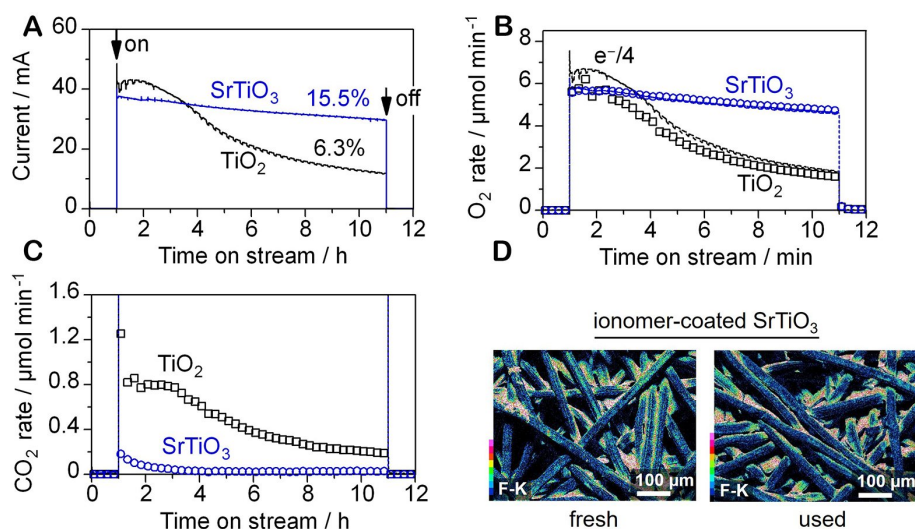 A
60
40
20
0
Current / mA
on
SrTiO₃
15.5%
off
6.3%
TiO₂
0 2 4 6 8 10 12
Time on stream / h
B
8
6
4
2
0
O₂ rate / µmol min⁻¹
e⁻/4
SrTiO₃
TiO₂
0 2 4 6 8 10 12
Time on stream / min
C
1.6
1.2
0.8
0.4
0
CO₂ rate / µmol min⁻¹
TiO₂
SrTiO₃
0 2 4 6 8 10 12
Time on stream / h
D
ionomer-coated SrTiO₃
F-K
100 µm
F-K
100 µm
fresh
used